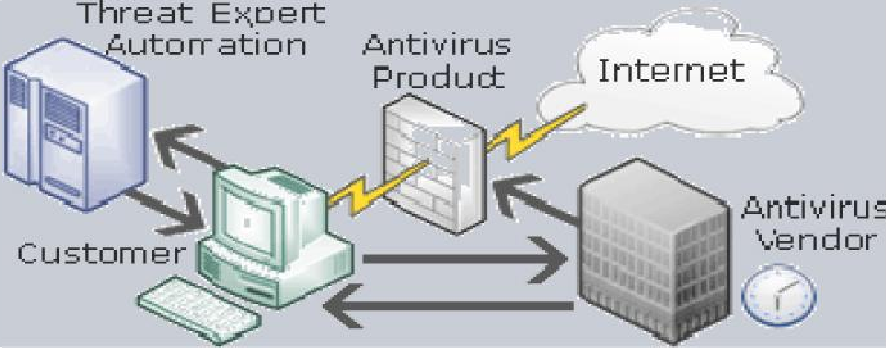 Threat Expert
Automation
Antivirus
Product
Internet
Customer
Antivirus
Vendor